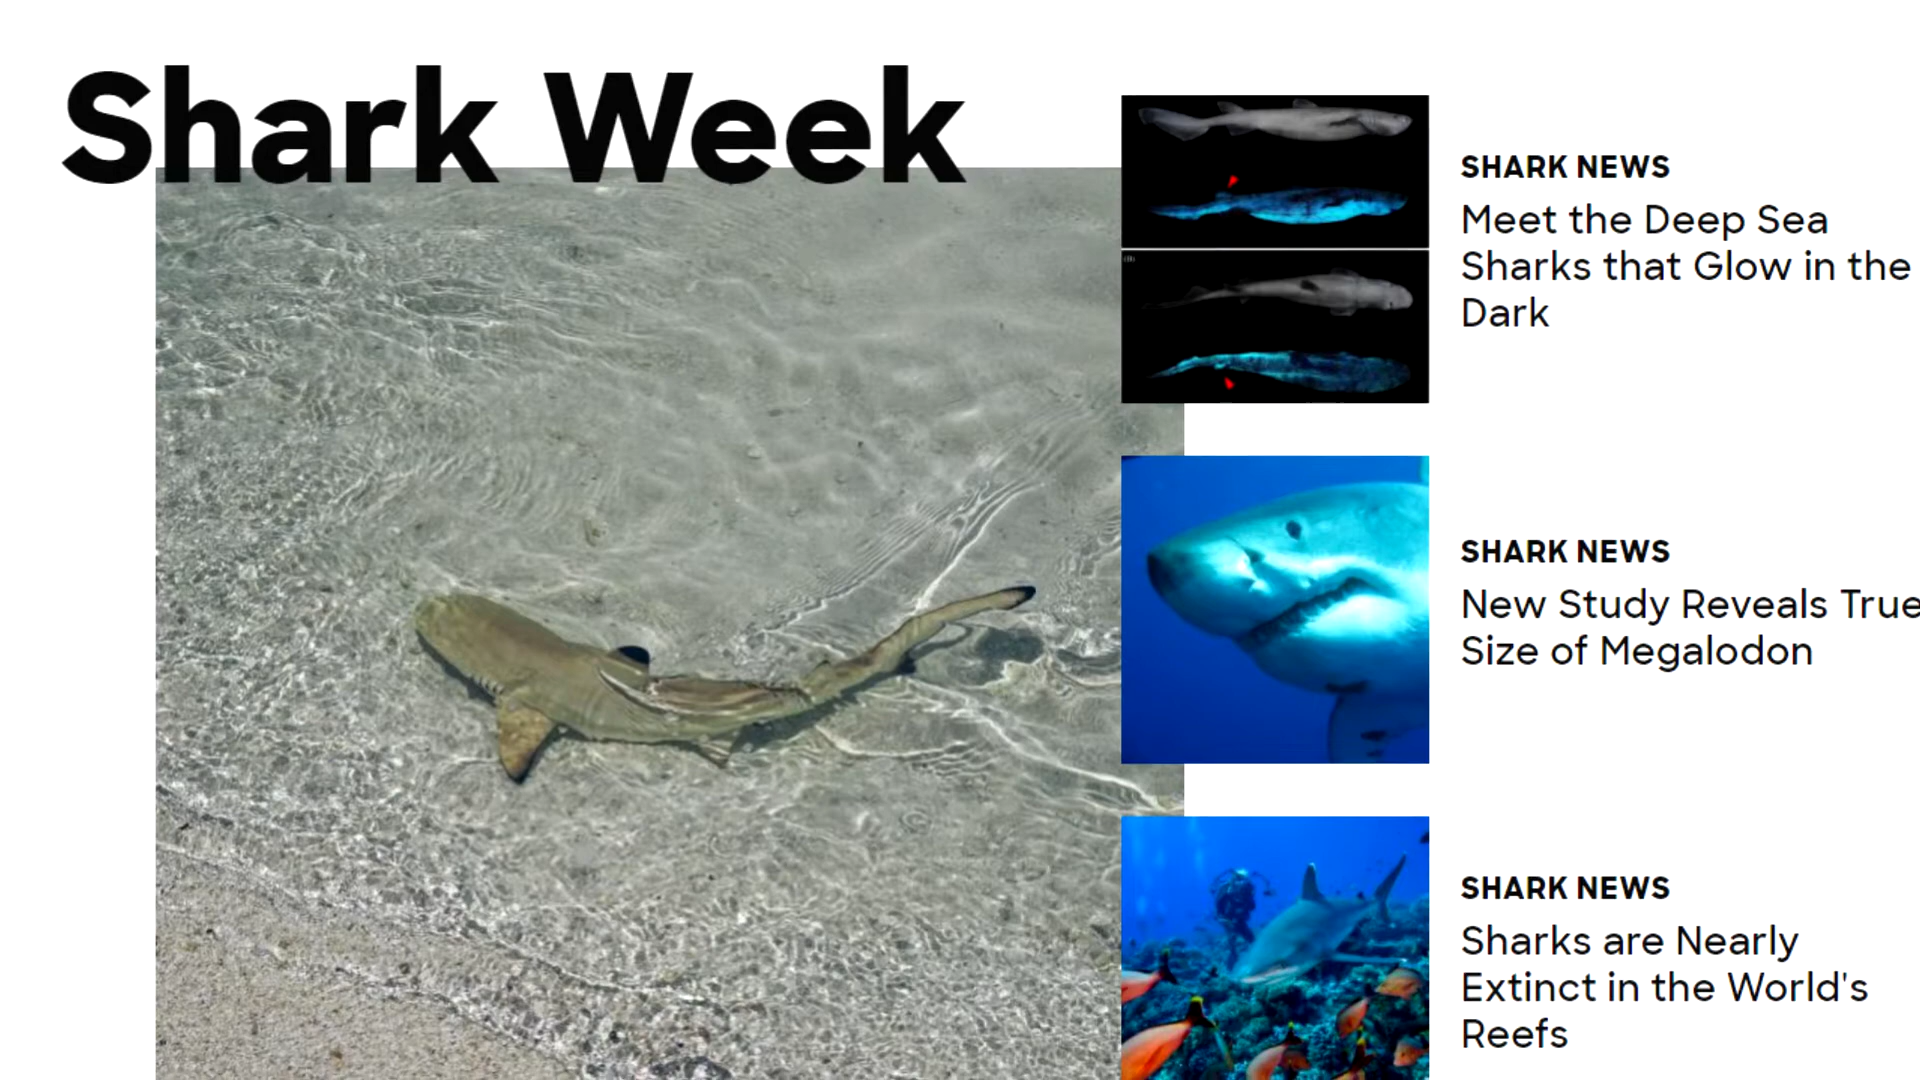 Shark Week
SHARK NEWS
Meet the Deep Sea
Sharks that Glow in the
Dark
SHARK NEWS
New Study Reveals True
Size of Megalodon
SHARK NEWS
Sharks are Nearly
Extinct in the World's
Reefs